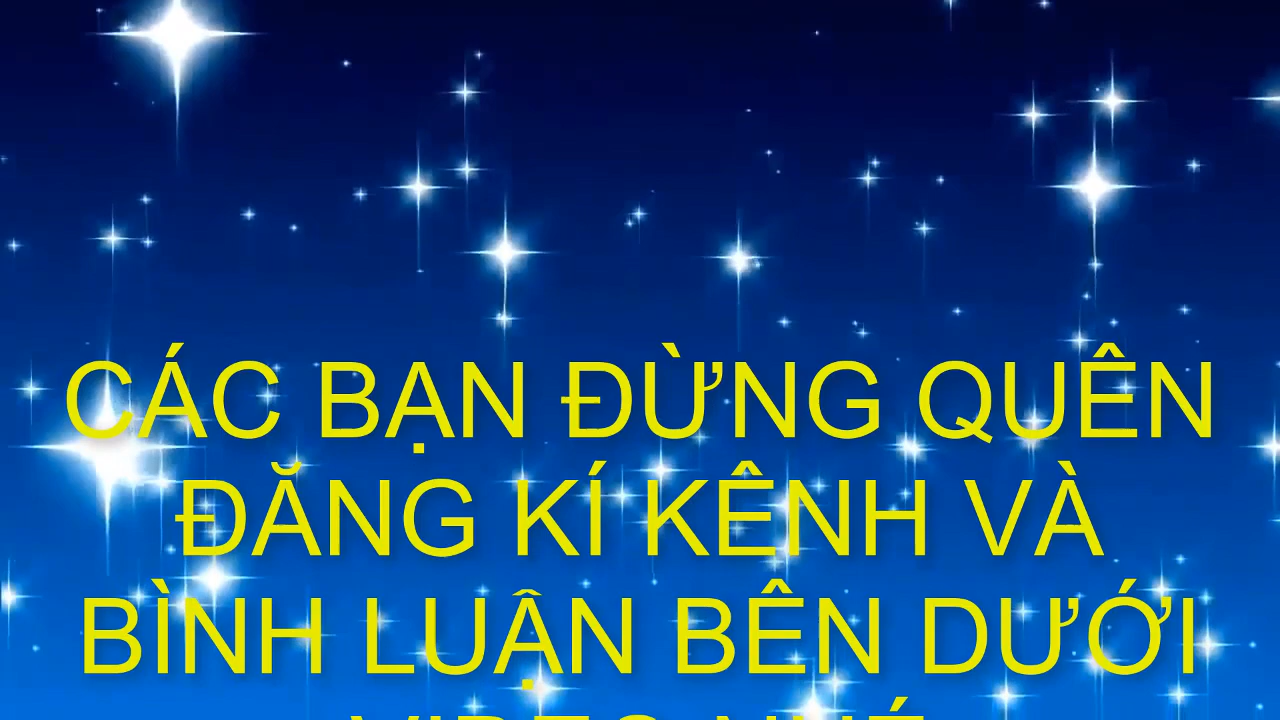 CÁC BẠN ĐỪNG QUÊN
ĐĂNG KÍ KÊNH VÀ
BÌNH LUẬN BÊN DƯỚI